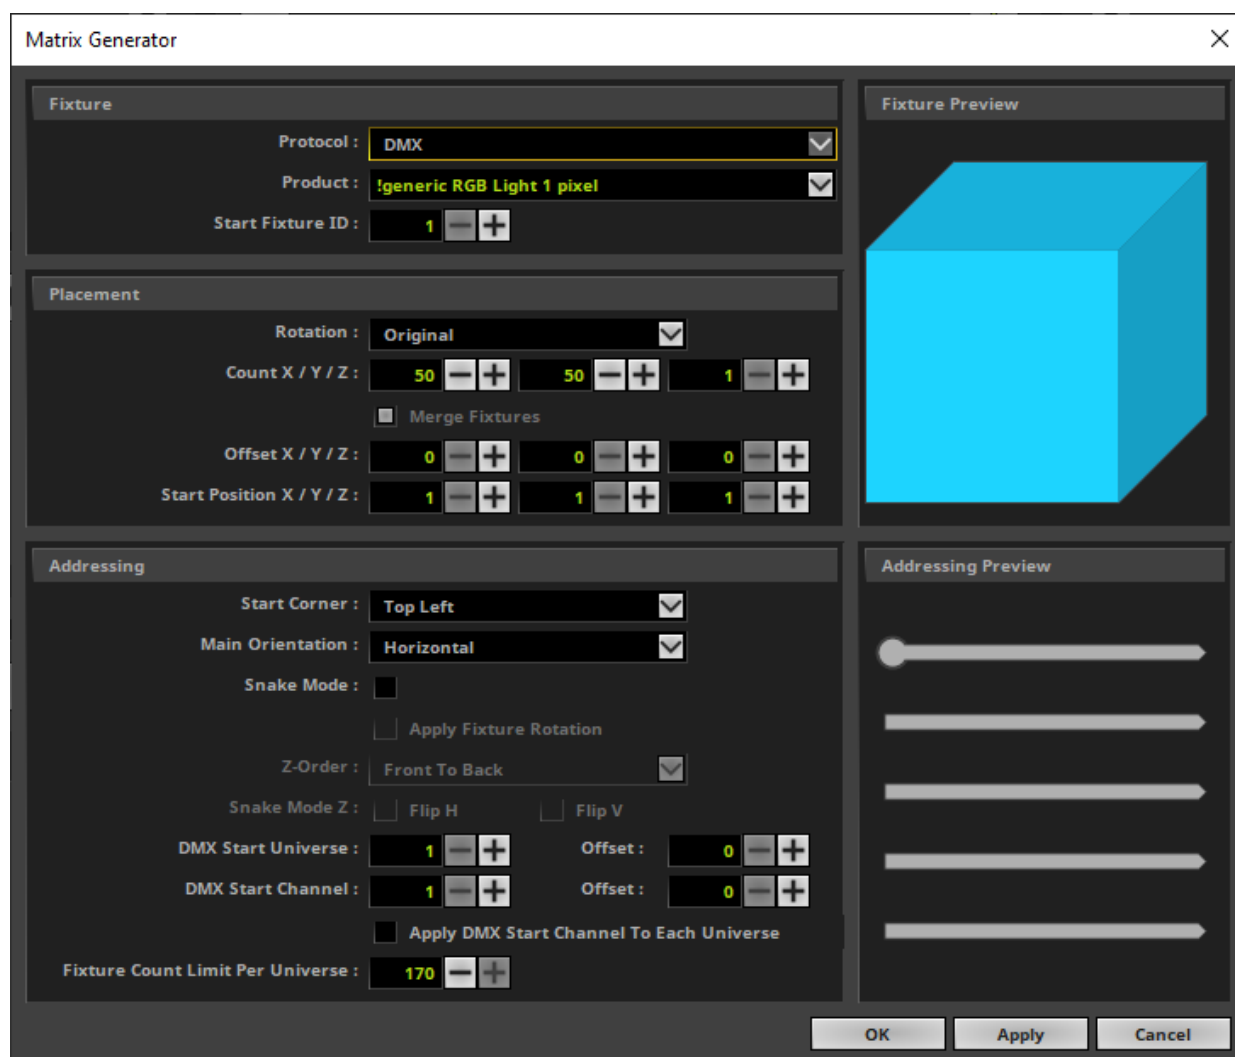 Matrix Generator
Fixture
Protocol : DMX
Product : !generic RGB Light 1 pixel
Start Fixture ID : 1
Placement
Rotation : Original
Count X / Y / Z : 50 50 1
Merge Fixtures
Offset X / Y / Z : 0 0 0
Start Position X / Y / Z : 1 1 1
Addressing
Start Corner : Top Left
Main Orientation : Horizontal
Snake Mode :
Apply Fixture Rotation
Z-Order : Front To Back
Snake Mode Z : Flip H Flip V
DMX Start Universe : 1 Offset : 0
DMX Start Channel : 1 Offset : 0
Apply DMX Start Channel To Each Universe
Fixture Count Limit Per Universe : 170
Fixture Preview
Addressing Preview
OK Apply Cancel